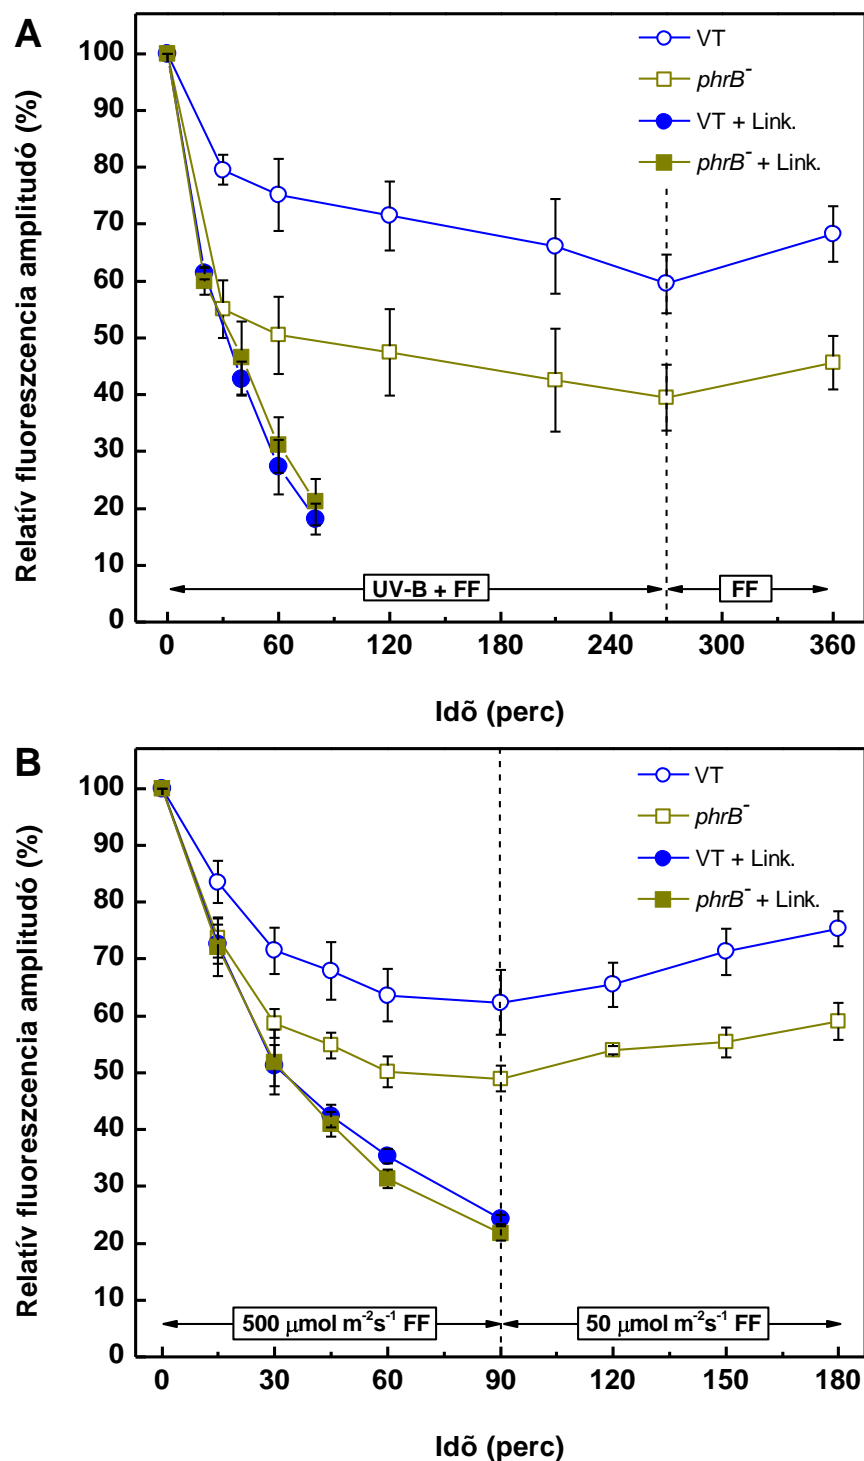 A
Relatív fluoreszcencia amplitudó (%)
100
90
80
70
60
50
40
30
20
10
0
VT
phrB⁻
VT + Link.
phrB⁻ + Link.
UV-B + FF
FF
0 60 120 180 240 300 360
Idõ (perc)
B
Relatív fluoreszcencia amplitudó (%)
100
90
80
70
60
50
40
30
20
10
0
VT
phrB⁻
VT + Link.
phrB⁻ + Link.
500 μmol m⁻²s⁻¹ FF
50 μmol m⁻²s⁻¹ FF
0 30 60 90 120 150 180
Idõ (perc)